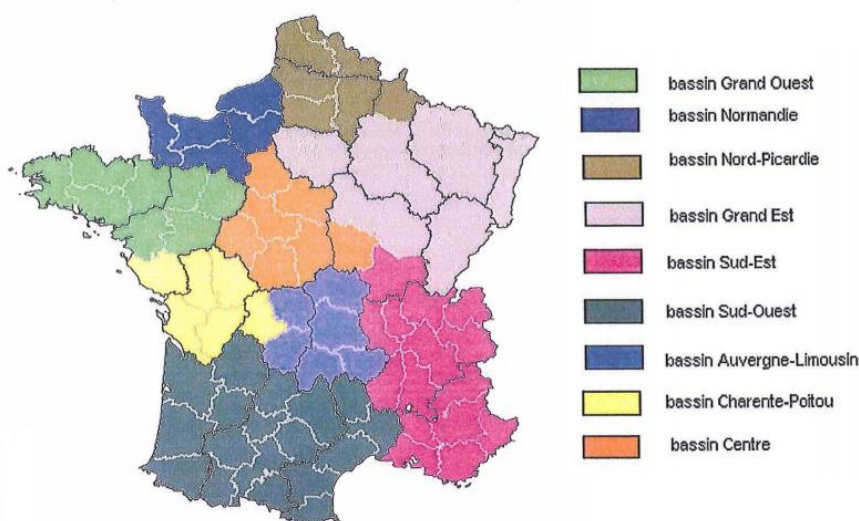 bassin Grand Ouest
bassin Normandie
bassin Nord-Picardie
bassin Grand Est
bassin Sud-Est
bassin Sud-Ouest
bassin Auvergne-Limousin
bassin Charente-Poitou
bassin Centre